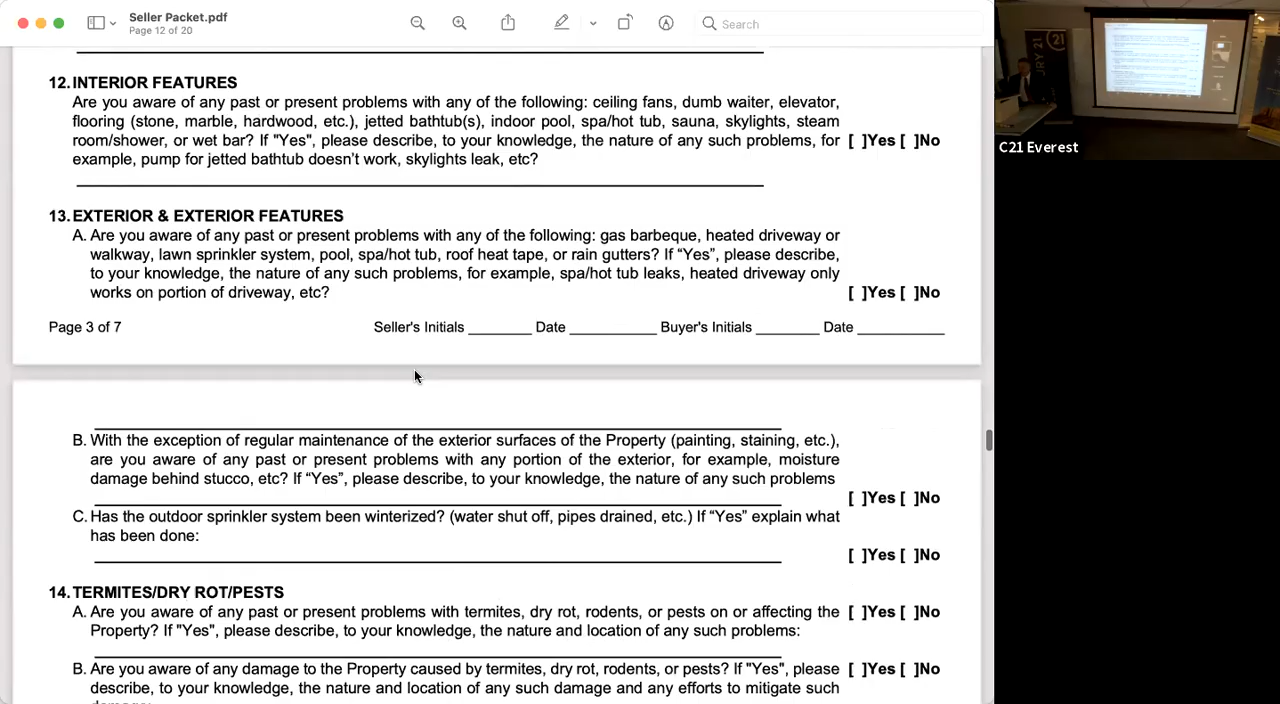 Seller Packet.pdf
Page 12 of 20
Search
12. INTERIOR FEATURES
Are you aware of any past or present problems with any of the following: ceiling fans, dumb waiter, elevator,
flooring (stone, marble, hardwood, etc.), jetted bathtub(s), indoor pool, spa/hot tub, sauna, skylights, steam
room/shower, or wet bar? If "Yes", please describe, to your knowledge, the nature of any such problems, for [ ]Yes [ ]No
example, pump for jetted bathtub doesn't work, skylights leak, etc?
13. EXTERIOR & EXTERIOR FEATURES
A. Are you aware of any past or present problems with any of the following: gas barbeque, heated driveway or
walkway, lawn sprinkler system, pool, spa/hot tub, roof heat tape, or rain gutters? If “Yes”, please describe,
to your knowledge, the nature of any such problems, for example, spa/hot tub leaks, heated driveway only
works on portion of driveway, etc? [ ]Yes [ ]No
Page 3 of 7 Seller's Initials ________ Date __________ Buyer's Initials ________ Date __________
B. With the exception of regular maintenance of the exterior surfaces of the Property (painting, staining, etc.),
are you aware of any past or present problems with any portion of the exterior, for example, moisture
damage behind stucco, etc? If “Yes”, please describe, to your knowledge, the nature of any such problems
[ ]Yes [ ]No
C. Has the outdoor sprinkler system been winterized? (water shut off, pipes drained, etc.) If “Yes” explain what
has been done:
[ ]Yes [ ]No
14. TERMITES/DRY ROT/PESTS
A. Are you aware of any past or present problems with termites, dry rot, rodents, or pests on or affecting the [ ]Yes [ ]No
Property? If "Yes", please describe, to your knowledge, the nature and location of any such problems:
B. Are you aware of any damage to the Property caused by termites, dry rot, rodents, or pests? If "Yes", please [ ]Yes [ ]No
describe, to your knowledge, the nature and location of any such damage and any efforts to mitigate such
damage:
C21 Everest